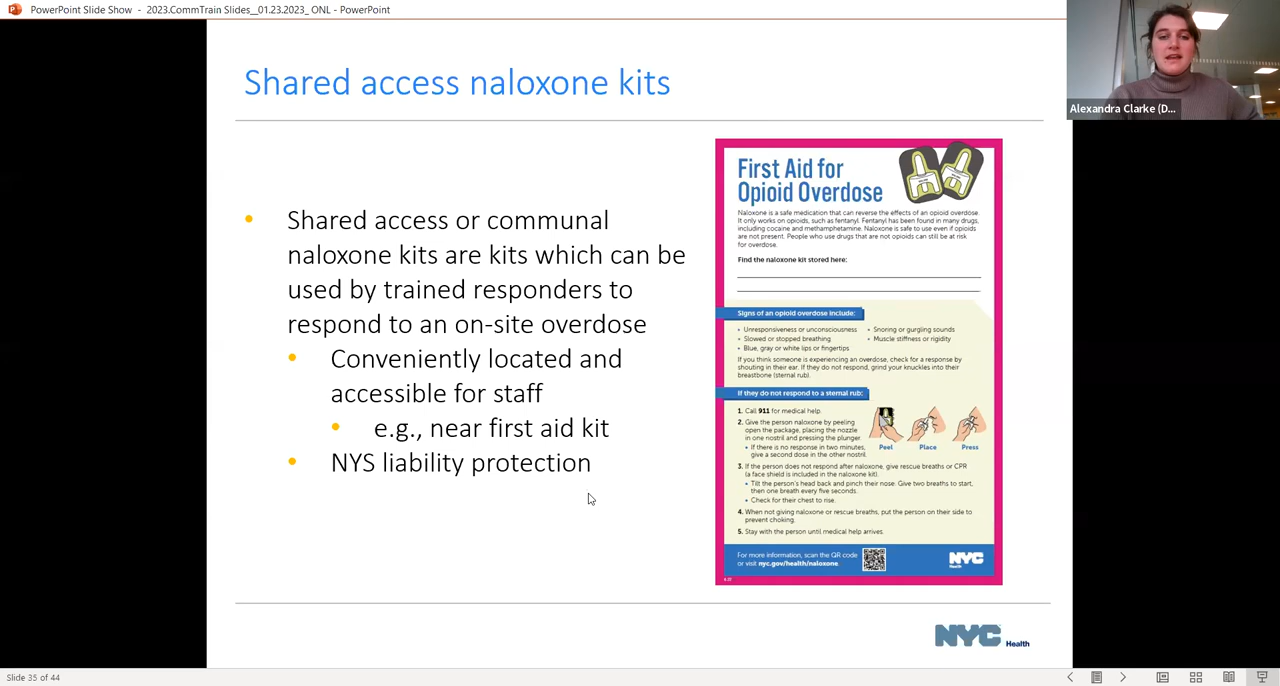 PowerPoint Slide Show - 2023.CommTrain Slides__01.23.2023_ ONL - PowerPoint
Alexandra Clarke (D...
Shared access naloxone kits
• Shared access or communal
naloxone kits are kits which can be
used by trained responders to
respond to an on-site overdose
• Conveniently located and
accessible for staff
• e.g., near first aid kit
• NYS liability protection
First Aid for
Opioid Overdose
Naloxone is a safe medication that can reverse the effects of an opioid overdose.
It only works on opioids, such as fentanyl. Fentanyl has been found in many drugs,
including cocaine and methamphetamine. Naloxone is safe to use even if opioids
are not present. People who use drugs that are not opioids can still be at risk
for overdose.
Find the naloxone kit stored here:
Signs of an opioid overdose include:
• Unresponsiveness or unconsciousness
• Slowed or stopped breathing
• Blue, gray or white lips or fingertips
• Snoring or gurgling sounds
• Muscle stiffness or rigidity
If you think someone is experiencing an overdose, check for a response by
shouting in their ear. If they do not respond, grind your knuckles into their
breastbone (sternal rub).
If they do not respond to a sternal rub:
1. Call 911 for medical help.
2. Give the person naloxone by peeling
open the package, placing the nozzle
in one nostril and pressing the plunger.
• If there is no response in two minutes,
give a second dose in the other nostril.
Peel Place Press
3. If the person does not respond after naloxone, give rescue breaths or CPR
(a face shield is included in the naloxone kit).
• Tilt the person's head back and pinch their nose. Give two breaths to start,
then one breath every five seconds.
• Check for their chest to rise.
4. When not giving naloxone or rescue breaths, put the person on their side to
prevent choking.
5. Stay with the person until medical help arrives.
For more information, scan the QR code
or visit nyc.gov/health/naloxone.
NYC
Health
NYC Health
Slide 35 of 44